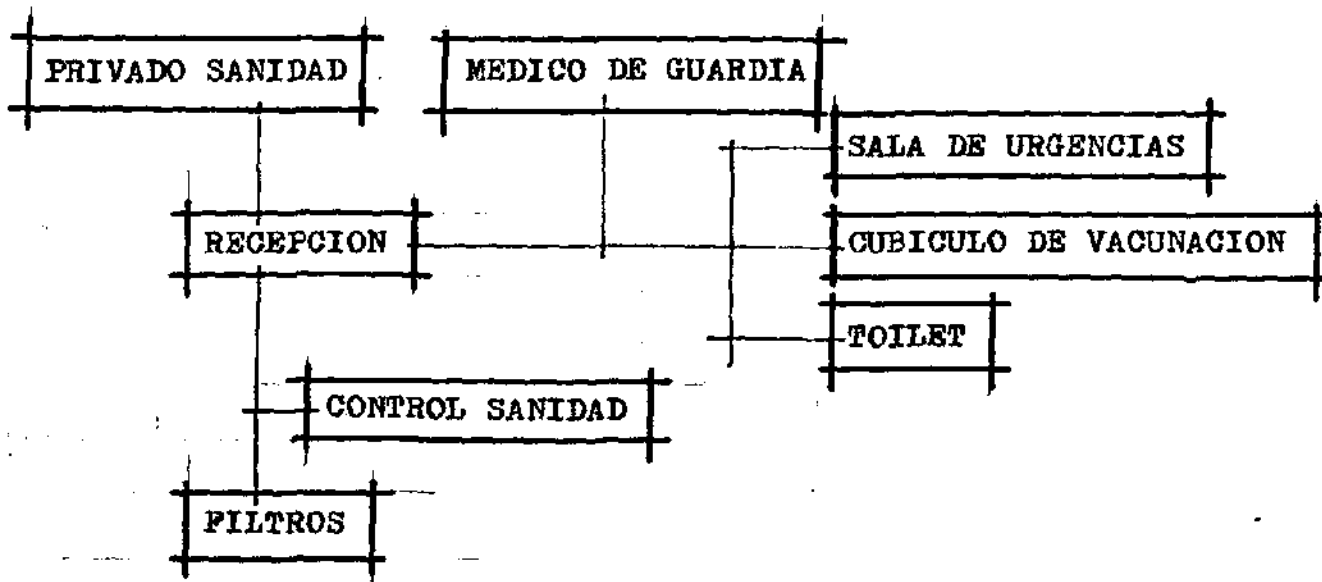 PRIVADO SANIDAD
MEDICO DE GUARDIA
SALA DE URGENCIAS
RECEPCION
CUBICULO DE VACUNACION
TOILET
CONTROL SANIDAD
FILTROS